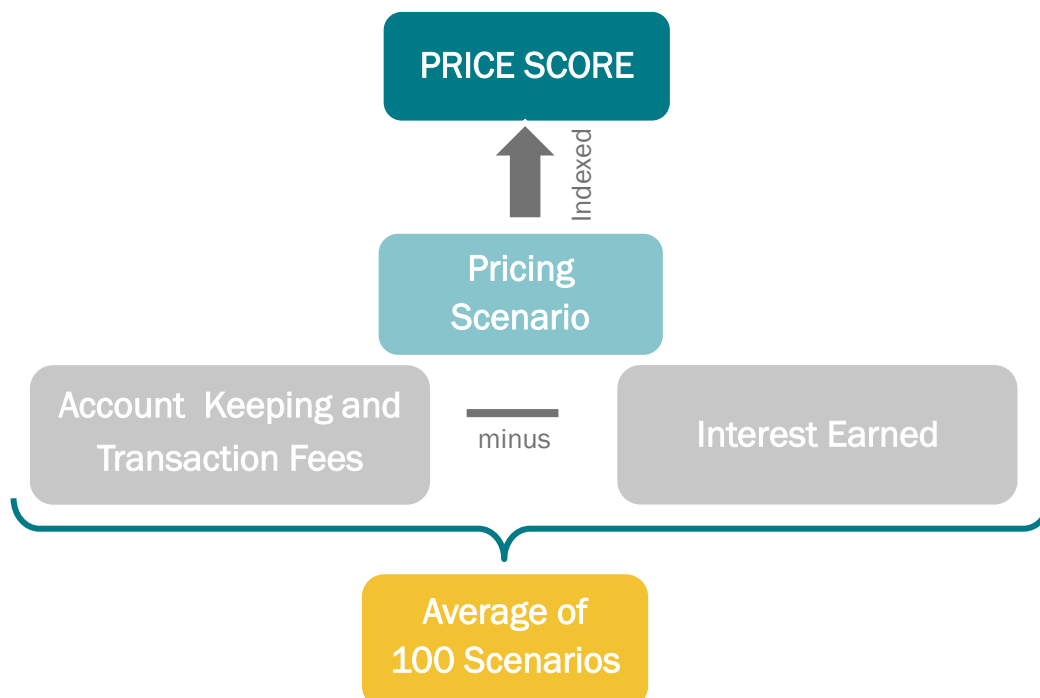 PRICE SCORE
Indexed
Pricing
Scenario
Account Keeping and
Transaction Fees
minus
Interest Earned
Average of
100 Scenarios